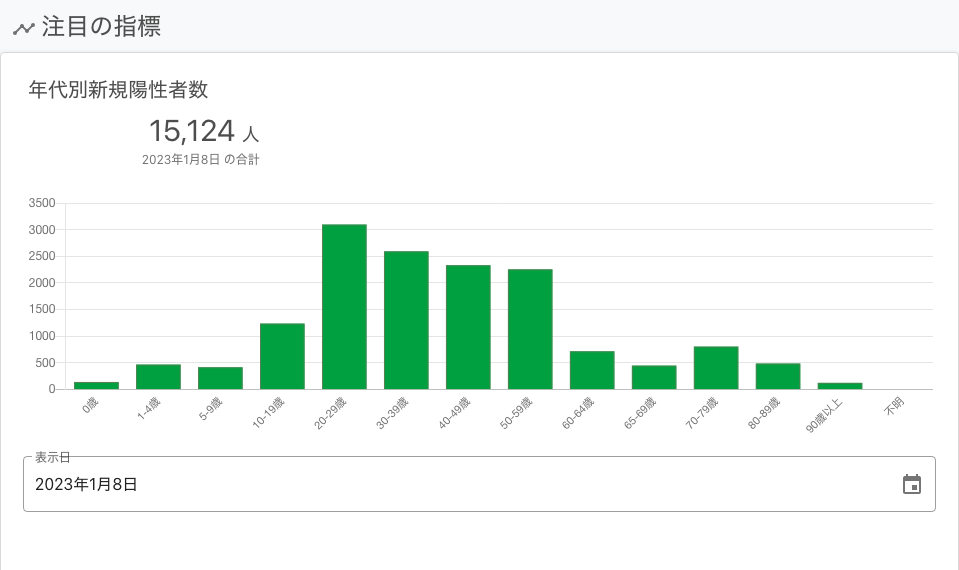 注目の指標
年代別新規陽性者数
15,124 人
2023年1月8日 の合計
3500
3000
2500
2000
1500
1000
500
0
0歳
1-4歳
5-9歳
10-19歳
20-29歳
30-39歳
40-49歳
50-59歳
60-64歳
65-69歳
70-79歳
80-89歳
90歳以上
不明
表示日
2023年1月8日